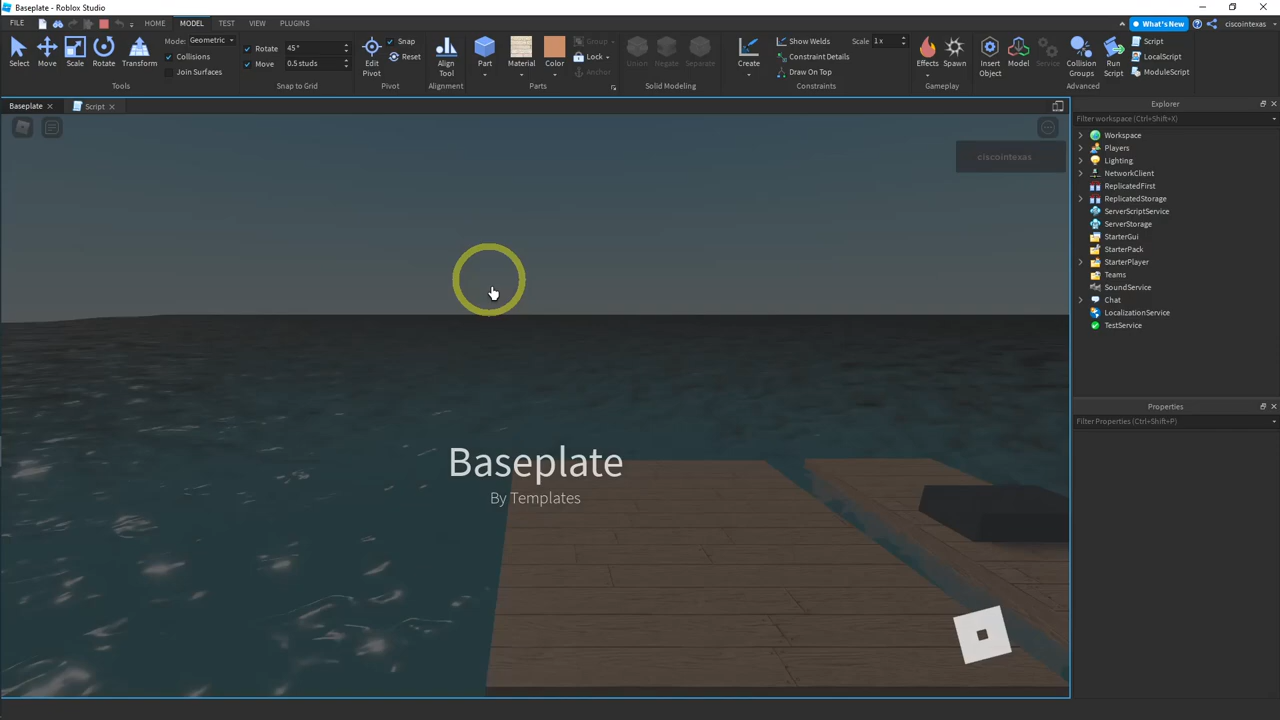 Baseplate - Roblox Studio
FILE HOME MODEL TEST VIEW PLUGINS What's New ciscointexas
Select Move Scale Rotate Transform
Mode: Geometric
Collisions
Join Surfaces
Tools
Rotate 45°
Move 0.5 studs
Snap to Grid
Edit Pivot
Snap
Reset
Pivot
Align Tool
Alignment
Part Material Color
Group
Lock
Anchor
Parts
Union Negate Separate
Solid Modeling
Create
Show Welds
Constraint Details
Draw On Top
Scale 1 x
Constraints
Effects Spawn
Gameplay
Insert Object
Model
Service
Collision Groups
Run Script
Script
LocalScript
ModuleScript
Advanced
Baseplate
Script
ciscointexas
Baseplate
By Templates
Explorer
Filter workspace (Ctrl+Shift+X)
Workspace
Players
Lighting
NetworkClient
ReplicatedFirst
ReplicatedStorage
ServerScriptService
ServerStorage
StarterGui
StarterPack
StarterPlayer
Teams
SoundService
Chat
LocalizationService
TestService
Properties
Filter Properties (Ctrl+Shift+P)